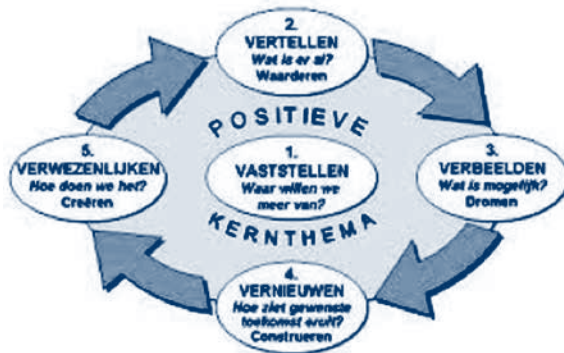 2.
VERTELLEN
Wat is er al?
Waarderen
POSITIEVE
5.
VERWEZENLIJKEN
Hoe doen we het?
Creëren
1.
VASTSTELLEN
Waar willen we
meer van?
3.
VERBEELDEN
Wat is mogelijk?
Dromen
KERNTHEMA
4.
VERNIEUWEN
Hoe ziet gewenste
toekomst eruit?
Construeren